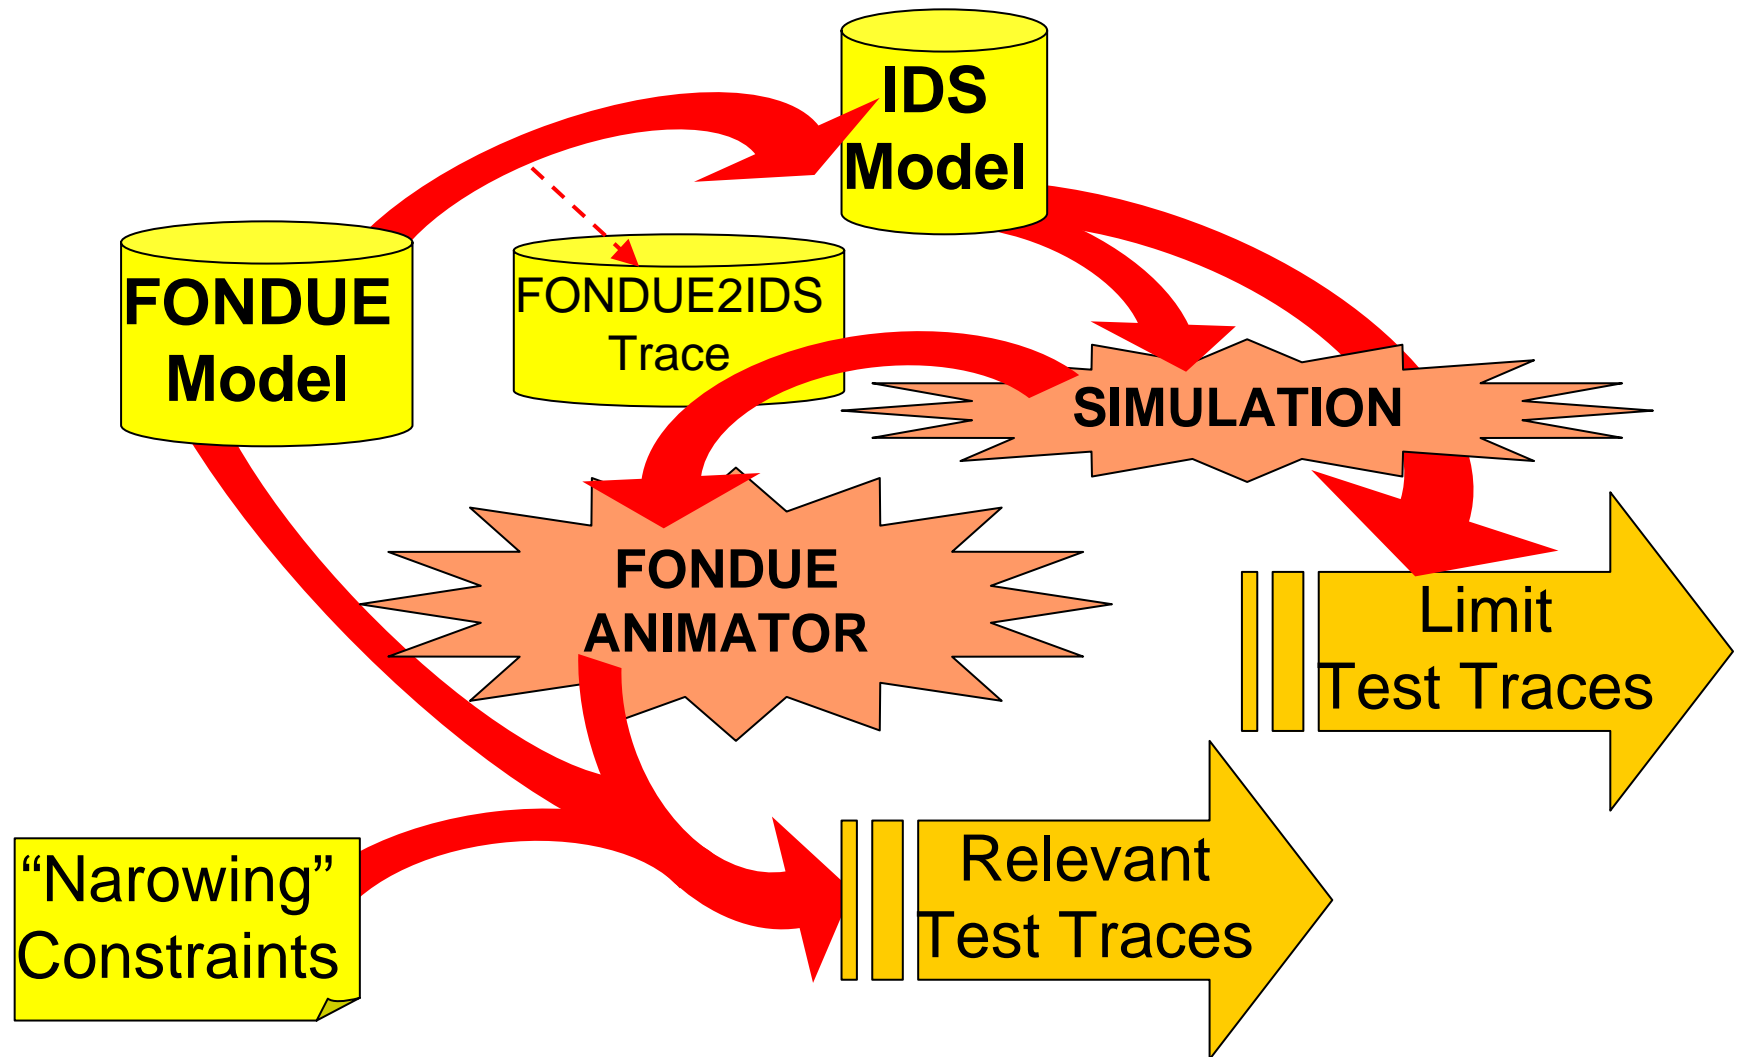 IDS
Model
FONDUE
Model
FONDUE2IDS
Trace
SIMULATION
FONDUE
ANIMATOR
Limit
Test Traces
“Narowing”
Constraints
Relevant
Test Traces